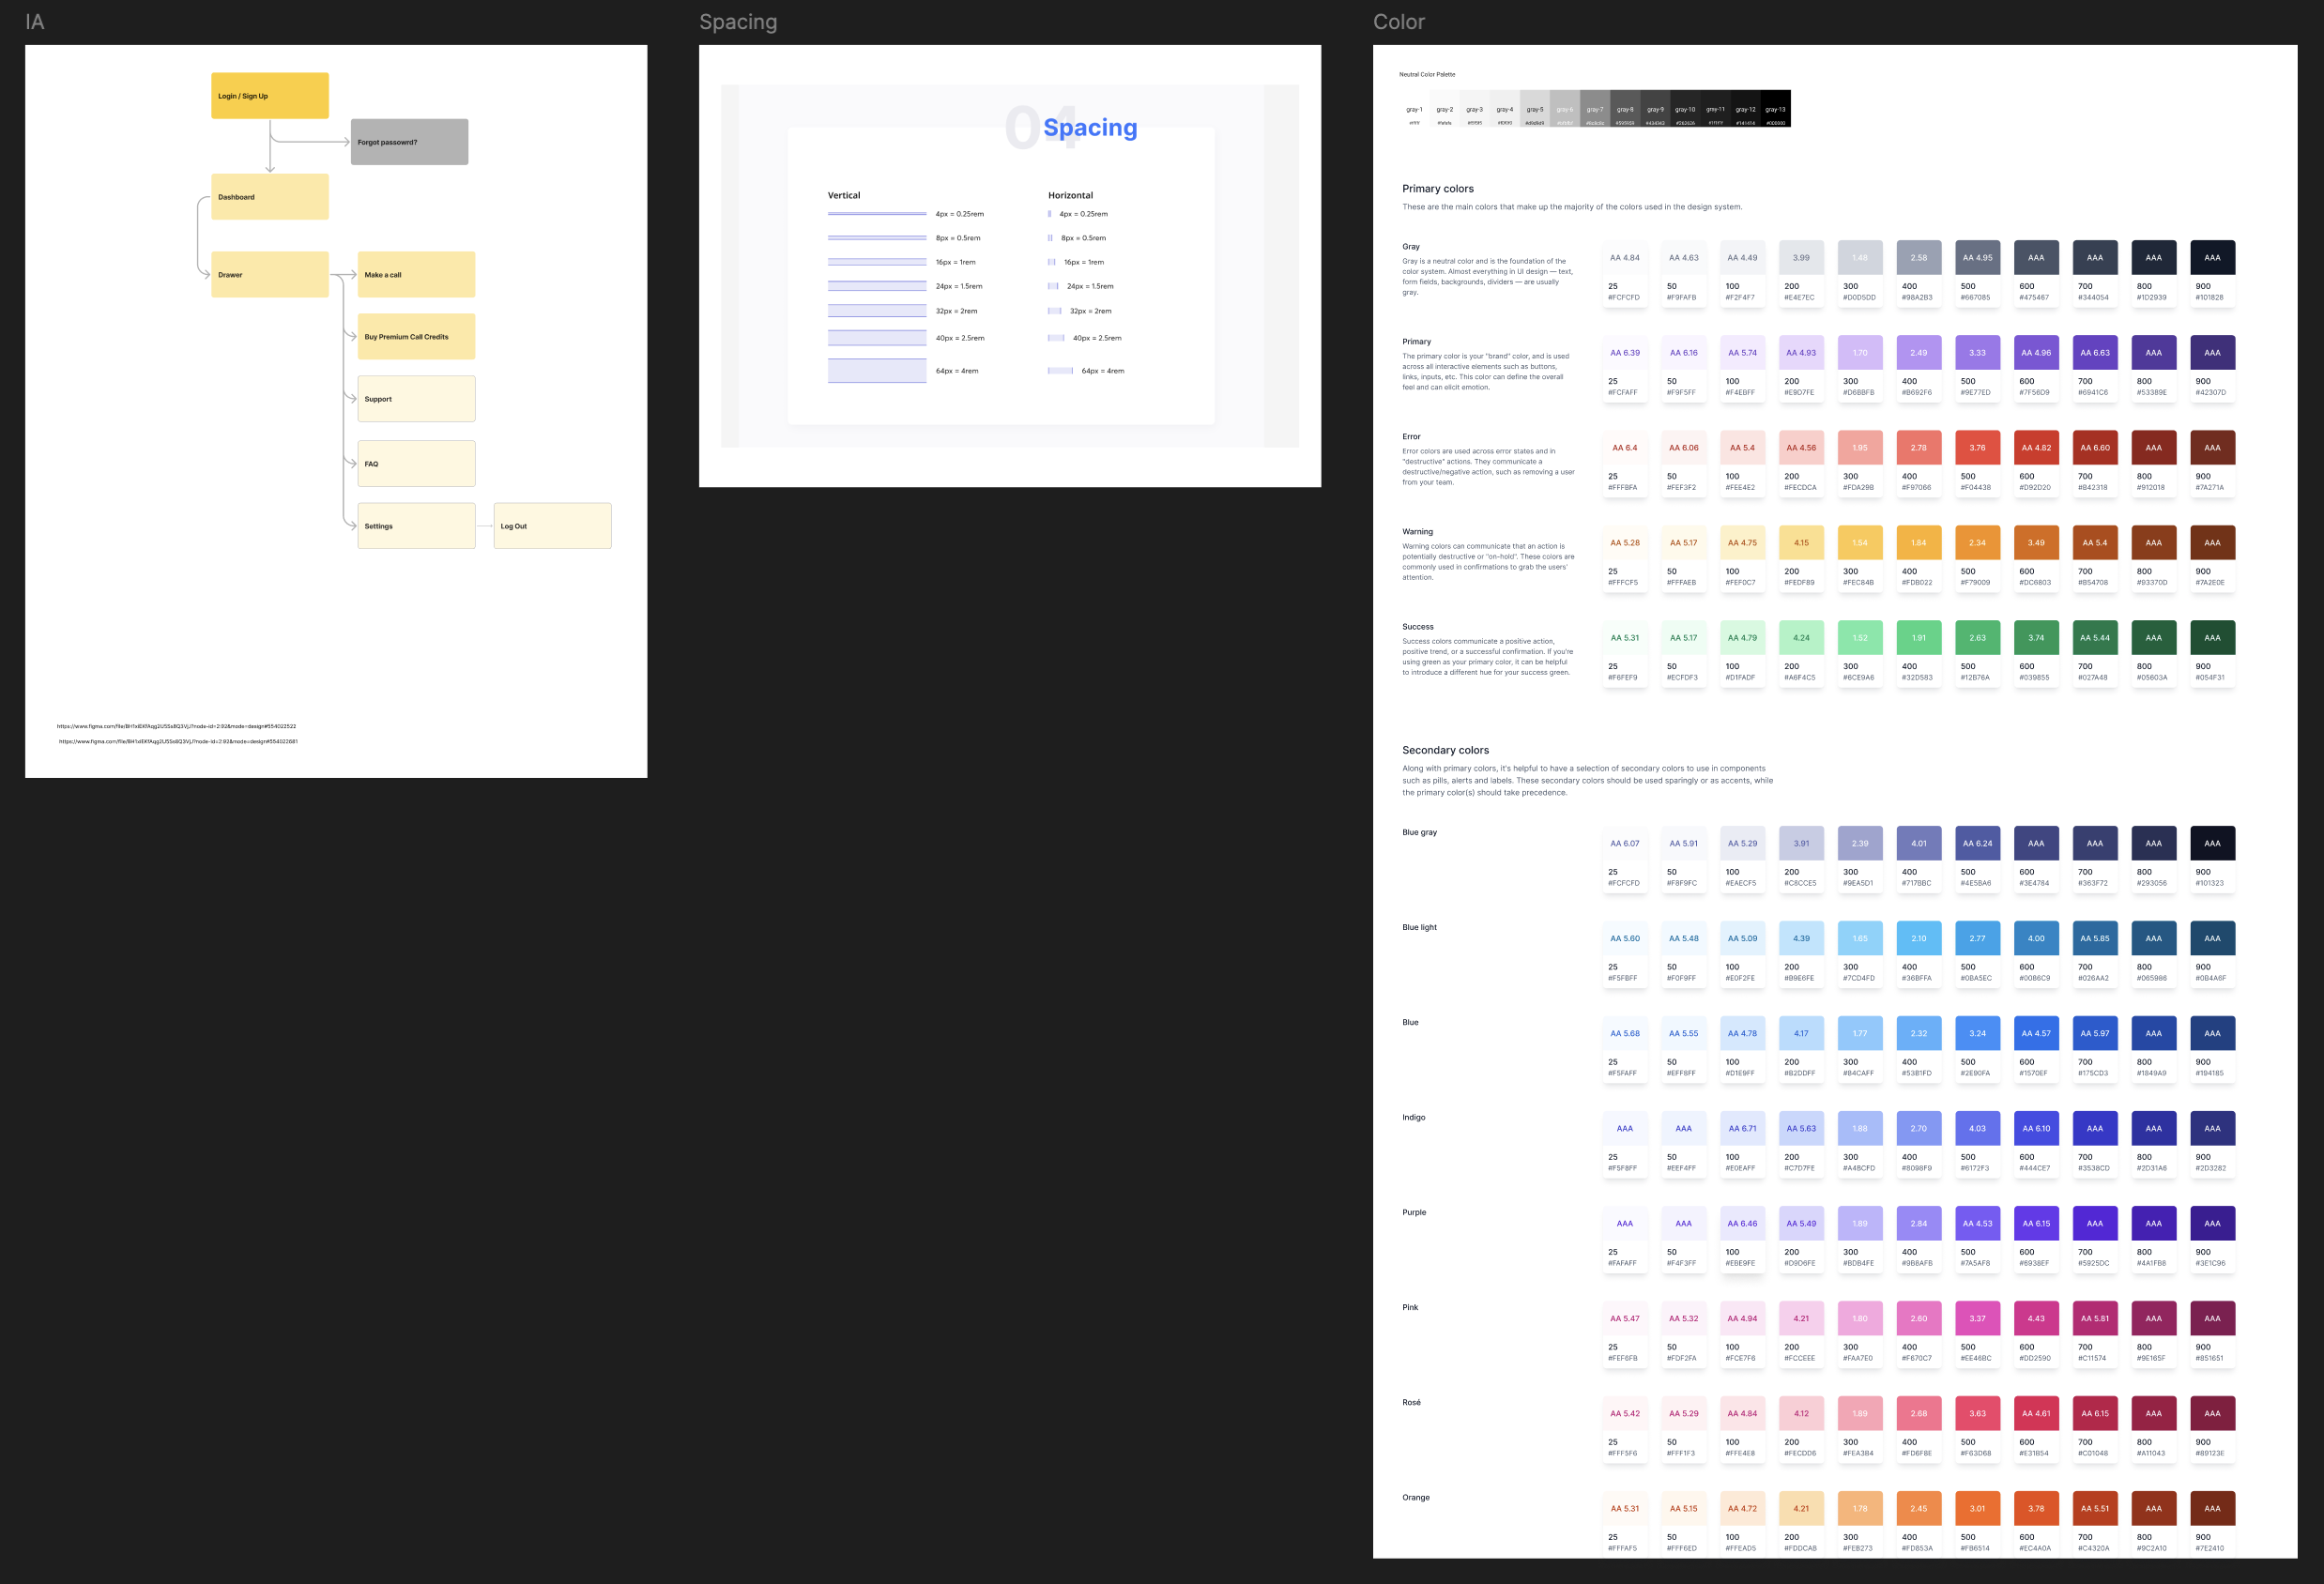 IA
Login / Sign Up
Forgot passowrd?
Dashboard
Drawer
Make a call
Buy Premium Call Credits
Support
FAQ
Settings
Log Out
Spacing
04
Spacing
Vertical
4px = 0.25rem
8px = 0.5rem
16px = 1rem
24px = 1.5rem
32px = 2rem
40px = 2.5rem
64px = 4rem
Horizontal
4px = 0.25rem
8px = 0.5rem
16px = 1rem
24px = 1.5rem
32px = 2rem
40px = 2.5rem
64px = 4rem
Color
Neutral Color Palette
gray-1 gray-2 gray-3 gray-4 gray-5 gray-6 gray-7 gray-8 gray-9 gray-10 gray-11 gray-12 gray-13
Primary colors
These are the main colors that make up the majority of the colors used in the design system.
Gray
Gray is a neutral color and is the foundation of the
color system. Almost everything in UI design — text,
form fields, backgrounds, dividers — are usually
gray.
AA 4.84 AA 4.63 AA 4.49 3.99 1.48 2.58 AA 4.95 AAA AAA AAA AAA
25 50 100 200 300 400 500 600 700 800 900
#FCFCFD #F9FAFB #F2F4F7 #E4E7EC #D0D5DD #98A2B3 #667085 #475467 #344054 #1D2939 #101828
Primary
The primary color is your "brand" color, and is used
across all interactive elements such as buttons,
links, inputs, etc. This color can define the overall
feel and can elicit emotion.
AA 6.39 AA 6.16 AA 5.74 AA 4.93 1.70 2.49 3.33 AA 4.96 AA 6.63 AAA AAA
25 50 100 200 300 400 500 600 700 800 900
#FCFAFF #F9F5FF #F4EBFF #E9D7FE #D6BBFB #B692F6 #9E77ED #7F56D9 #6941C6 #53389E #42307D
Error
Error colors are used across error states and in
"destructive" actions. They communicate a
destructive/negative action, such as removing a user
from your team.
AA 6.4 AA 6.06 AA 5.4 AA 4.56 1.95 2.78 3.76 AA 4.82 AA 6.60 AAA AAA
25 50 100 200 300 400 500 600 700 800 900
#FFFBFA #FEF3F2 #FEE4E2 #FECDCA #FDA29B #F97066 #F04438 #D92D20 #B42318 #912018 #7A271A
Warning
Warning colors can communicate that an action is
potentially destructive or "on-hold". These colors are
commonly used in confirmations to grab the users'
attention.
AA 5.28 AA 5.17 AA 4.75 4.15 1.54 1.84 2.34 3.49 AA 5.4 AAA AAA
25 50 100 200 300 400 500 600 700 800 900
#FFFCF5 #FFFAEB #FEF0C7 #FEDF89 #FEC84B #FDB022 #F79009 #DC6803 #B54708 #93370D #7A2E0E
Success
Success colors communicate a positive action,
positive trend, or a successful confirmation. If you're
using green as your primary color, it can be helpful
to introduce a different hue for your success green.
AA 5.31 AA 5.17 AA 4.79 4.24 1.52 1.91 2.63 3.74 AA 5.44 AAA AAA
25 50 100 200 300 400 500 600 700 800 900
#F6FEF9 #ECFDF3 #D1FADF #A6F4C5 #6CE9A6 #32D583 #12B76A #039855 #027A48 #05603A #054F31
Secondary colors
Along with primary colors, it's helpful to have a selection of secondary colors to use in components
such as pills, alerts and labels. These secondary colors should be used sparingly or as accents, while
the primary color(s) should take precedence.
Blue gray
AA 6.07 AA 5.91 AA 5.29 3.91 2.39 4.01 AA 6.24 AAA AAA AAA AAA
25 50 100 200 300 400 500 600 700 800 900
#FCFCFD #F8F9FC #EAECF5 #C8CCE5 #9EA5D1 #717BBC #4E5BA6 #3E4784 #363F72 #293056 #101323
Blue light
AA 5.60 AA 5.48 AA 5.09 4.39 1.65 2.10 2.77 4.00 AA 5.85 AAA AAA
25 50 100 200 300 400 500 600 700 800 900
#F5FBFF #F0F9FF #E0F2FE #B9E6FE #7CD4FD #36BFFA #0BA5EC #0086C9 #026AA2 #065986 #0B4A6F
Blue
AA 5.68 AA 5.55 AA 4.78 4.17 1.77 2.32 3.24 AA 4.57 AA 5.97 AAA AAA
25 50 100 200 300 400 500 600 700 800 900
#F5FAFF #EFF8FF #D1E9FF #B2DDFF #84CAFF #53B1FD #2E90FA #1570EF #175CD3 #1849A9 #194185
Indigo
AAA AAA AA 6.71 AA 5.63 1.88 2.70 4.03 AA 6.10 AAA AAA AAA
25 50 100 200 300 400 500 600 700 800 900
#F5F8FF #EEF4FF #E0EAFF #C7D7FE #A4BCFD #8098F9 #6172F3 #444CE7 #3538CD #2D31A6 #2D3282
Purple
AAA AAA AA 6.46 AA 5.49 1.89 2.84 AA 4.53 AA 6.15 AAA AAA AAA
25 50 100 200 300 400 500 600 700 800 900
#FAFAFF #F4F3FF #EBE9FE #D9D6FE #BDB4FE #9B8AFB #7A5AF8 #6938EF #5925DC #4A1FB8 #3E1C96
Pink
AA 5.47 AA 5.32 AA 4.94 4.21 1.80 2.60 3.37 4.43 AA 5.81 AAA AAA
25 50 100 200 300 400 500 600 700 800 900
#FEF6FB #FDF2FA #FCE7F6 #FCCEEE #FAA7E0 #F670C7 #EE46BC #DD2590 #C11574 #9E165F #851651
Rosé
AA 5.42 AA 5.29 AA 4.84 4.12 1.89 2.68 3.63 AA 4.61 AA 6.15 AAA AAA
25 50 100 200 300 400 500 600 700 800 900
#FFF5F6 #FFF1F3 #FFE4E8 #FECDD6 #FEA3B4 #FD6F8E #F63D68 #E31B54 #C01048 #A11043 #89123E
Orange
AA 5.31 AA 5.15 AA 4.72 4.21 1.78 2.45 3.01 3.78 AA 5.51 AAA AAA
25 50 100 200 300 400 500 600 700 800 900
#FFFAF5 #FFF6ED #FFEAD5 #FDDCAB #FEB273 #FD853A #FB6514 #EC4A0A #C4320A #9C2A10 #7E2410